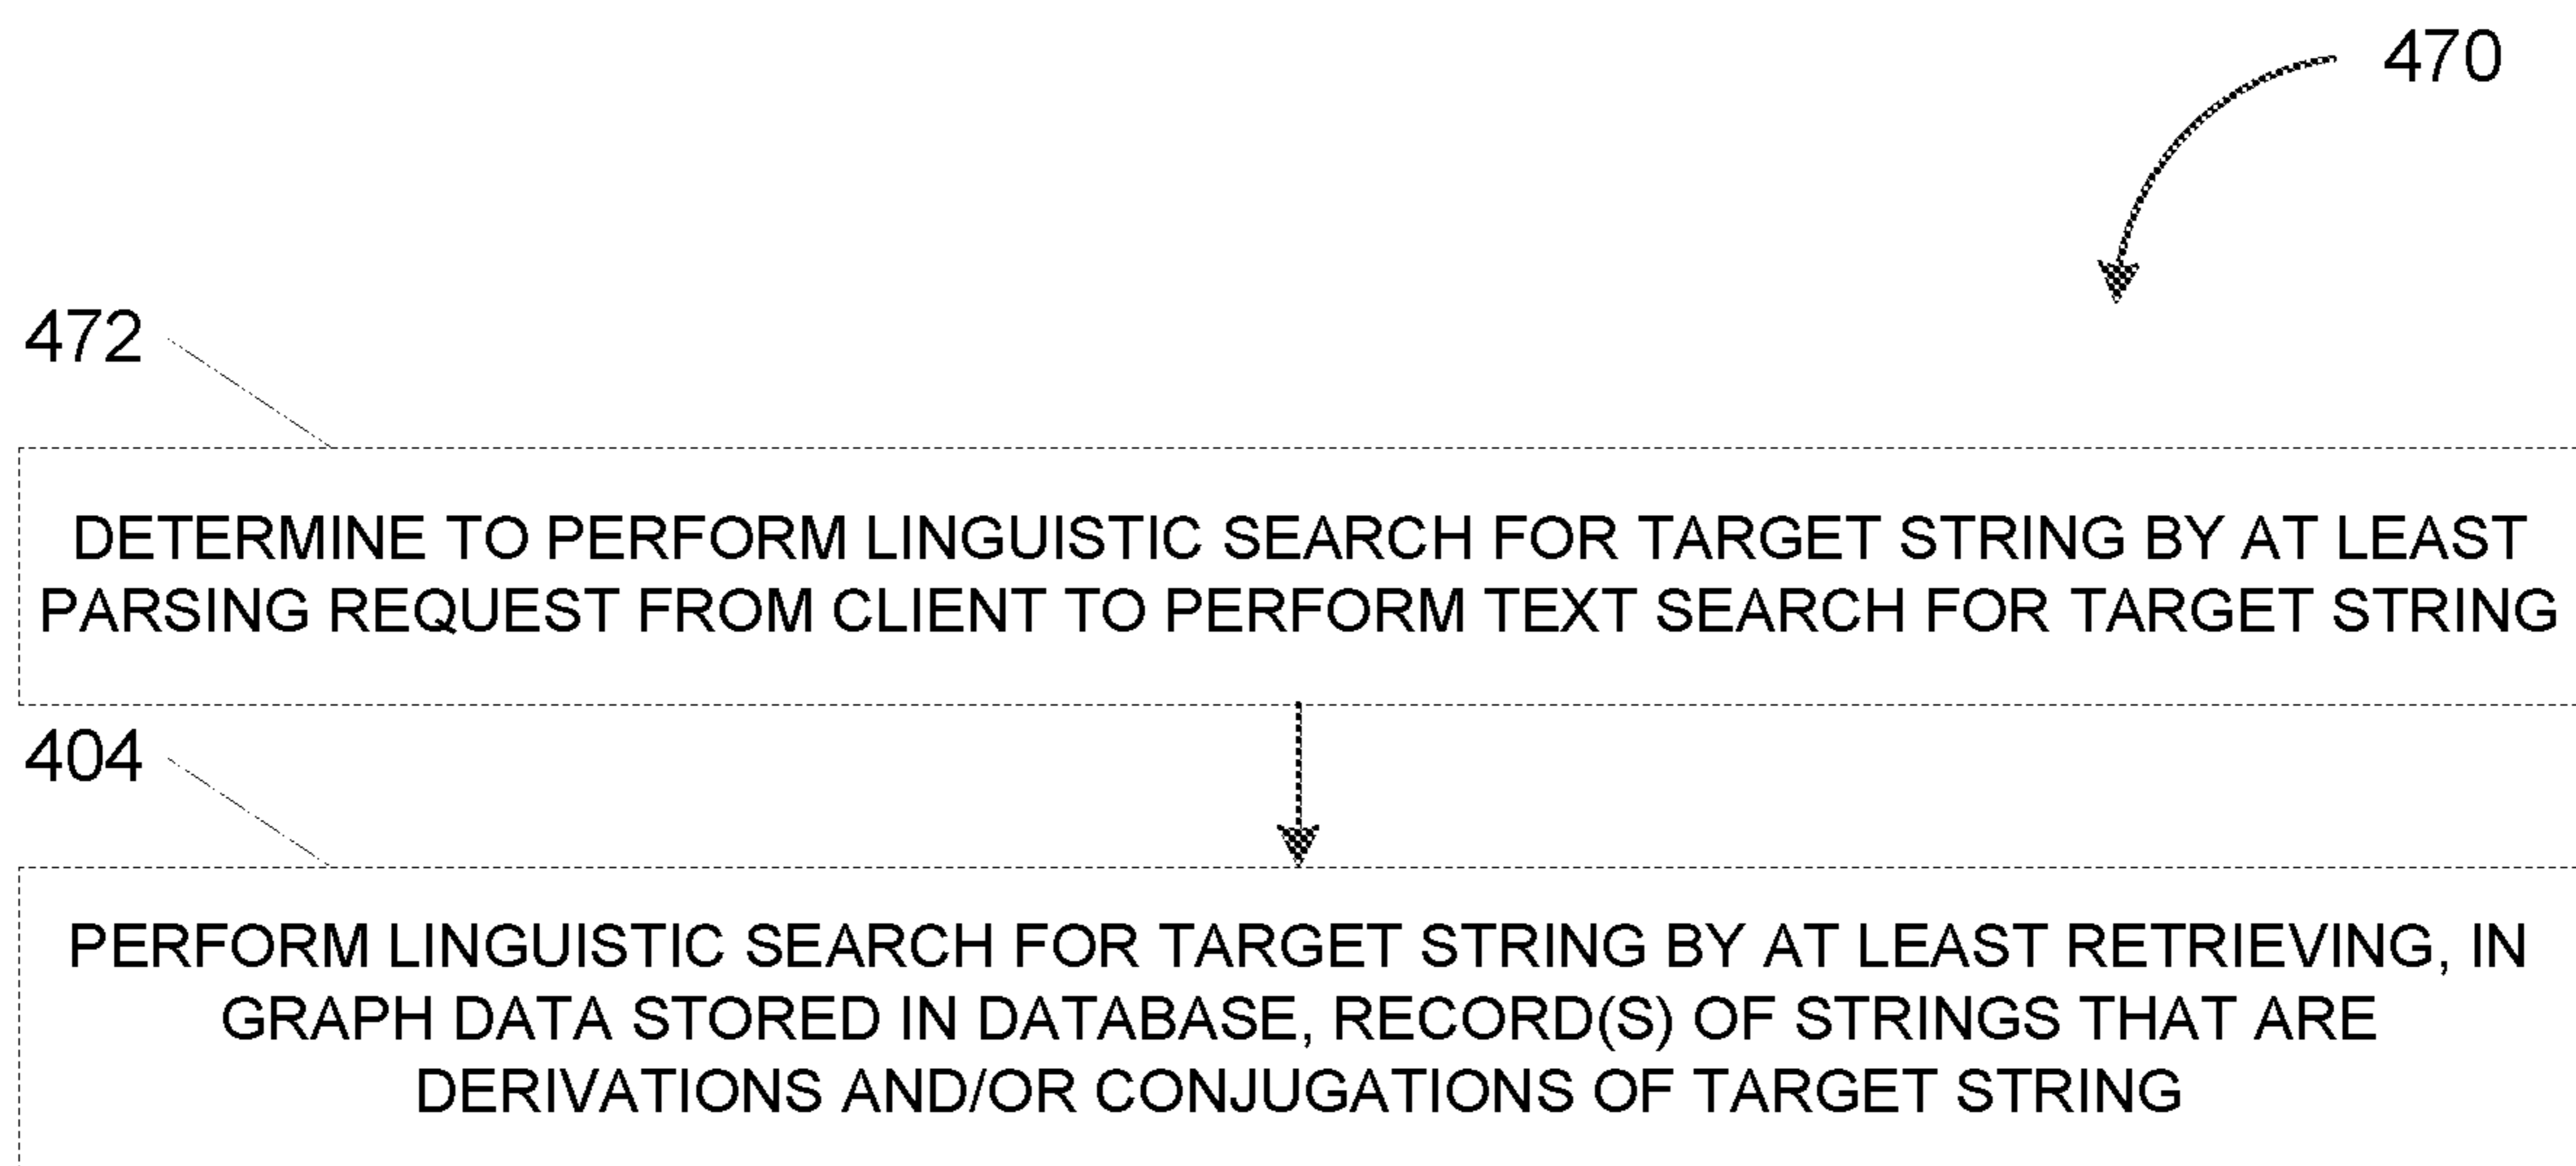 470
472
DETERMINE TO PERFORM LINGUISTIC SEARCH FOR TARGET STRING BY AT LEAST
PARSING REQUEST FROM CLIENT TO PERFORM TEXT SEARCH FOR TARGET STRING
404
PERFORM LINGUISTIC SEARCH FOR TARGET STRING BY AT LEAST RETRIEVING, IN
GRAPH DATA STORED IN DATABASE, RECORD(S) OF STRINGS THAT ARE
DERIVATIONS AND/OR CONJUGATIONS OF TARGET STRING